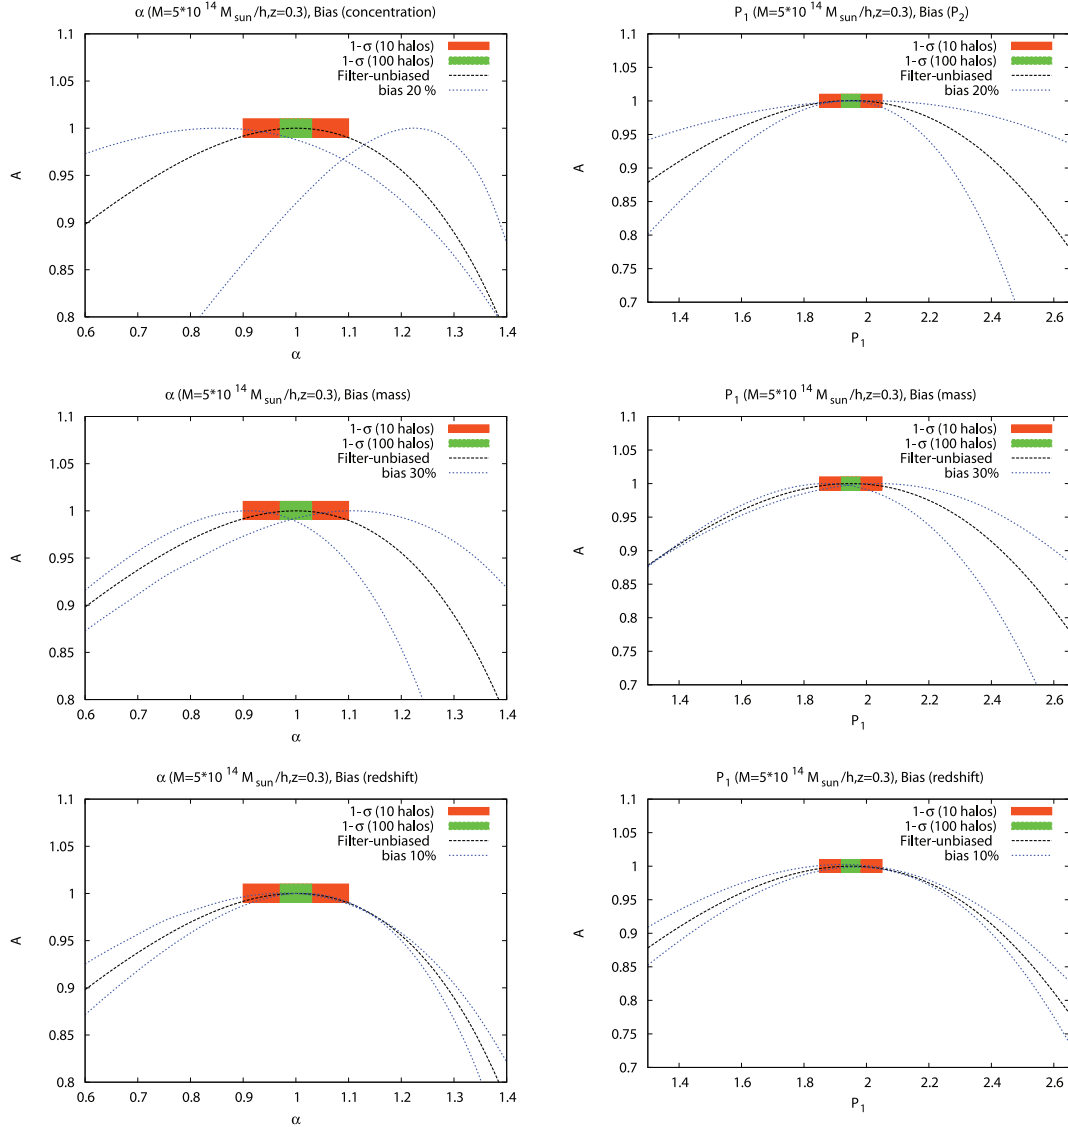 α (M=5*10 14 M sun /h,z=0.3), Bias (concentration)
1.1
1.05
1
0.95
0.9
0.85
0.8
A
1-σ (10 halos)
1-σ (100 halos)
Filter-unbiased
bias 20 %
0.6 0.7 0.8 0.9 1 1.1 1.2 1.3 1.4
α
P1 (M=5*10 14 M sun /h,z=0.3), Bias (P2)
1.1
1.05
1
0.95
0.9
0.85
0.8
0.75
0.7
A
1-σ (10 halos)
1-σ (100 halos)
Filter-unbiased
bias 20%
1.4 1.6 1.8 2 2.2 2.4 2.6
P1
α (M=5*10 14 M sun /h,z=0.3), Bias (mass)
1.1
1.05
1
0.95
0.9
0.85
0.8
A
1-σ (10 halos)
1-σ (100 halos)
Filter-unbiased
bias 30%
0.6 0.7 0.8 0.9 1 1.1 1.2 1.3 1.4
α
P1 (M=5*10 14 M sun /h,z=0.3), Bias (mass)
1.1
1.05
1
0.95
0.9
0.85
0.8
0.75
0.7
A
1-σ (10 halos)
1-σ (100 halos)
Filter-unbiased
bias 30%
1.4 1.6 1.8 2 2.2 2.4 2.6
P1
α (M=5*10 14 M sun /h,z=0.3), Bias (redshift)
1.1
1.05
1
0.95
0.9
0.85
0.8
A
1-σ (10 halos)
1-σ (100 halos)
Filter-unbiased
bias 10%
0.6 0.7 0.8 0.9 1 1.1 1.2 1.3 1.4
α
P1 (M=5*10 14 M sun /h,z=0.3), Bias (redshift)
1.1
1.05
1
0.95
0.9
0.85
0.8
0.75
0.7
A
1-σ (10 halos)
1-σ (100 halos)
Filter-unbiased
bias 10%
1.4 1.6 1.8 2 2.2 2.4 2.6
P1